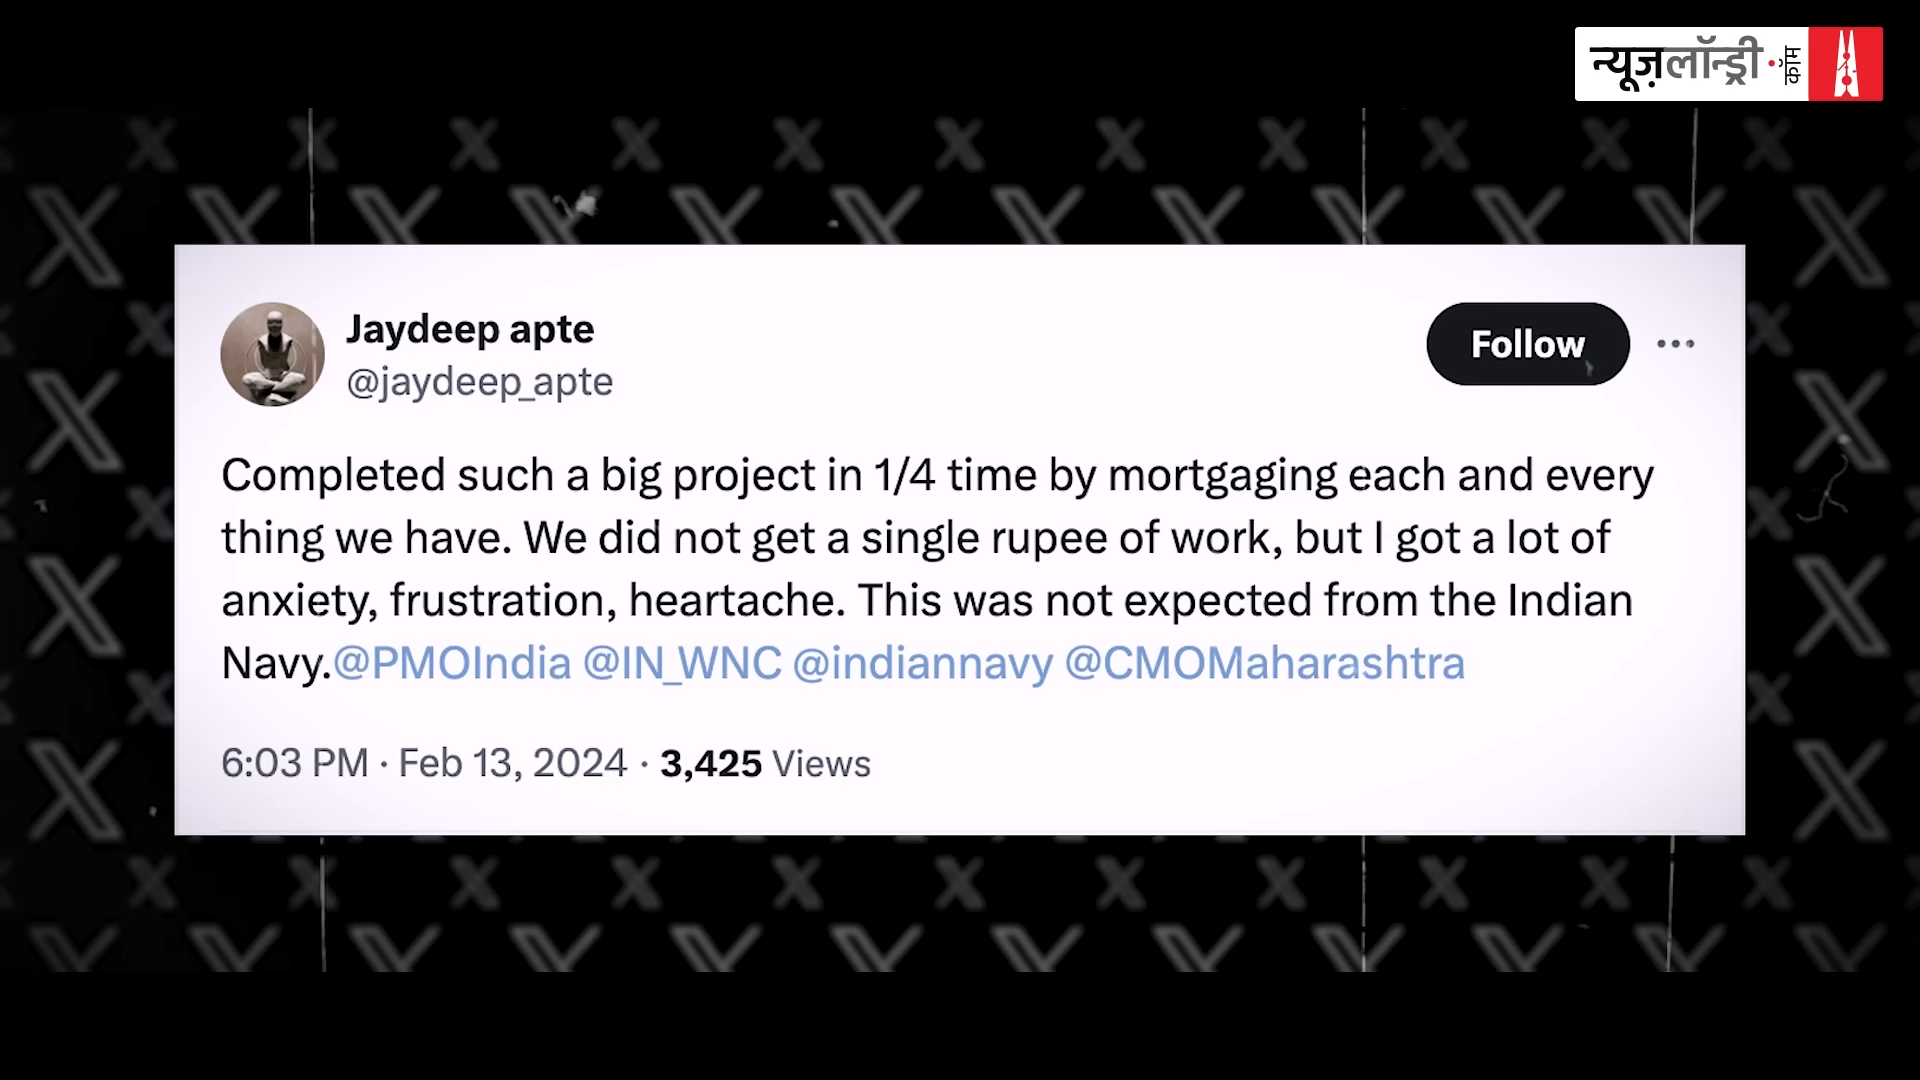 न्यूज़लॉन्ड्री.कॉम
Jaydeep apte
@jaydeep_apte
Follow
Completed such a big project in 1/4 time by mortgaging each and every
thing we have. We did not get a single rupee of work, but I got a lot of
anxiety, frustration, heartache. This was not expected from the Indian
Navy.@PMOIndia @IN_WNC @indiannavy @CMOMaharashtra
6:03 PM · Feb 13, 2024 · 3,425 Views